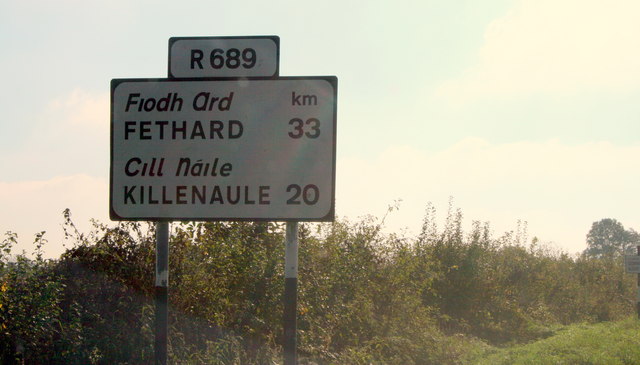 R 689
Fiodh Ard km
FETHARD 33
Cill Náile
KILLENAULE 20